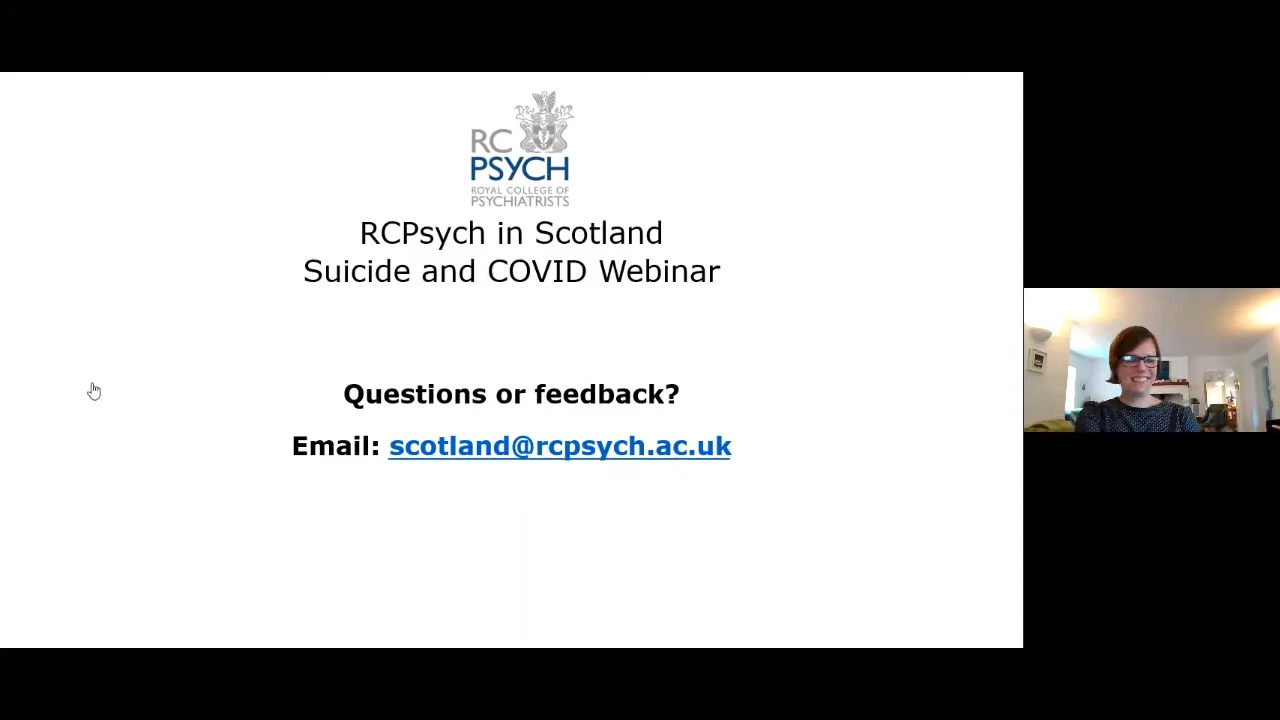 RC
PSYCH
ROYAL COLLEGE OF
PSYCHIATRISTS
RCPsych in Scotland
Suicide and COVID Webinar
Questions or feedback?
Email: scotland@rcpsych.ac.uk